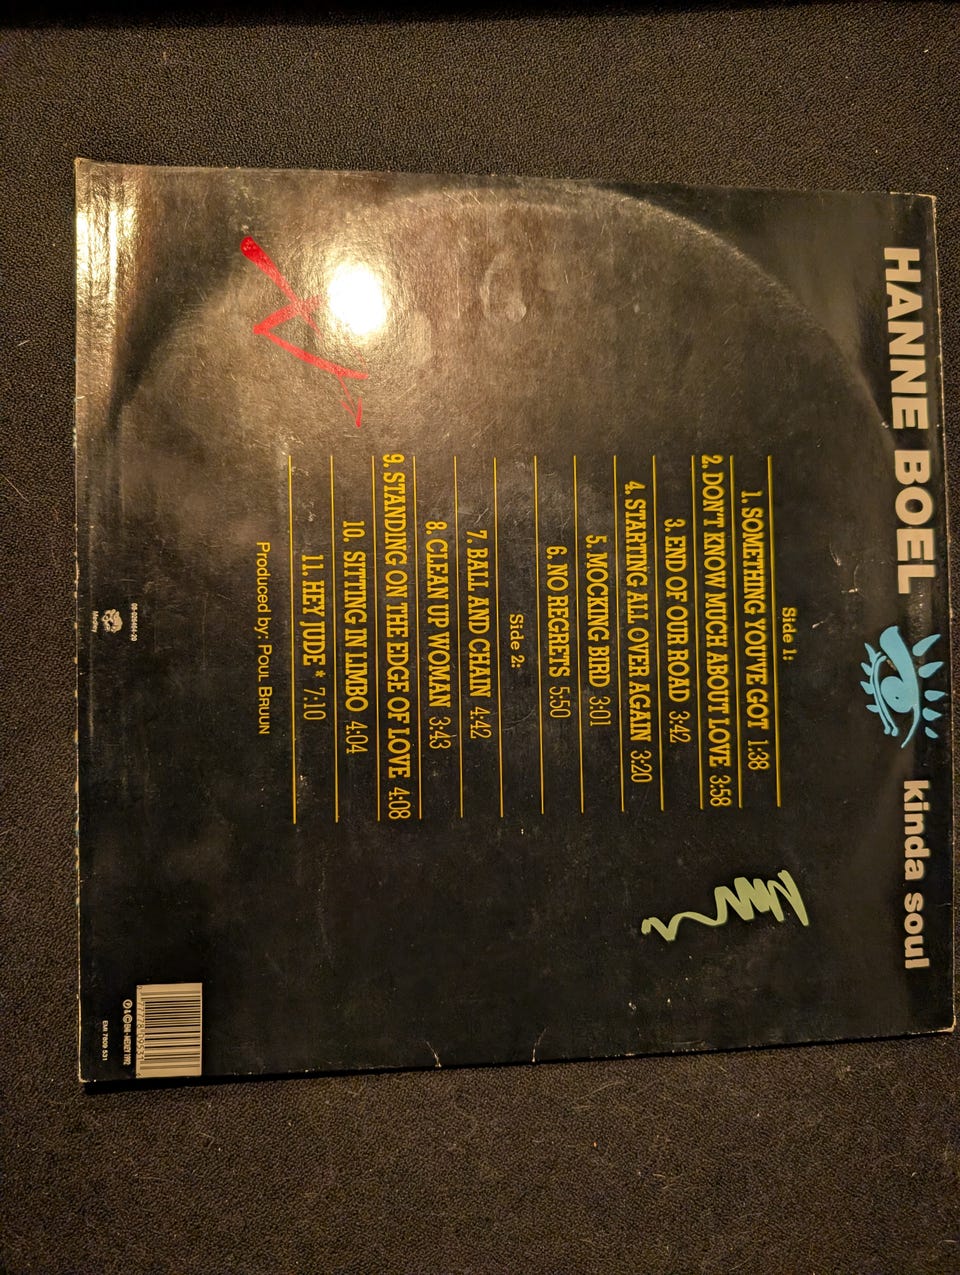 HANNE BOEL kinda soul
Side 1:
1. SOMETHING YOU'VE GOT 1:38
2. DON'T KNOW MUCH ABOUT LOVE 3:58
3. END OF OUR ROAD 3:42
4. STARTING ALL OVER AGAIN 3:20
5. MOCKING BIRD 3:01
6. NO REGRETS 5:50
Side 2:
7. BALL AND CHAIN 4:42
8. CLEAN UP WOMAN 3:43
9. STANDING ON THE EDGE OF LOVE 4:08
10. SITTING IN LIMBO 4:04
11. HEY JUDE * 7:10
Produced by: POUL BRUUN
Medley
EMI 7809 531